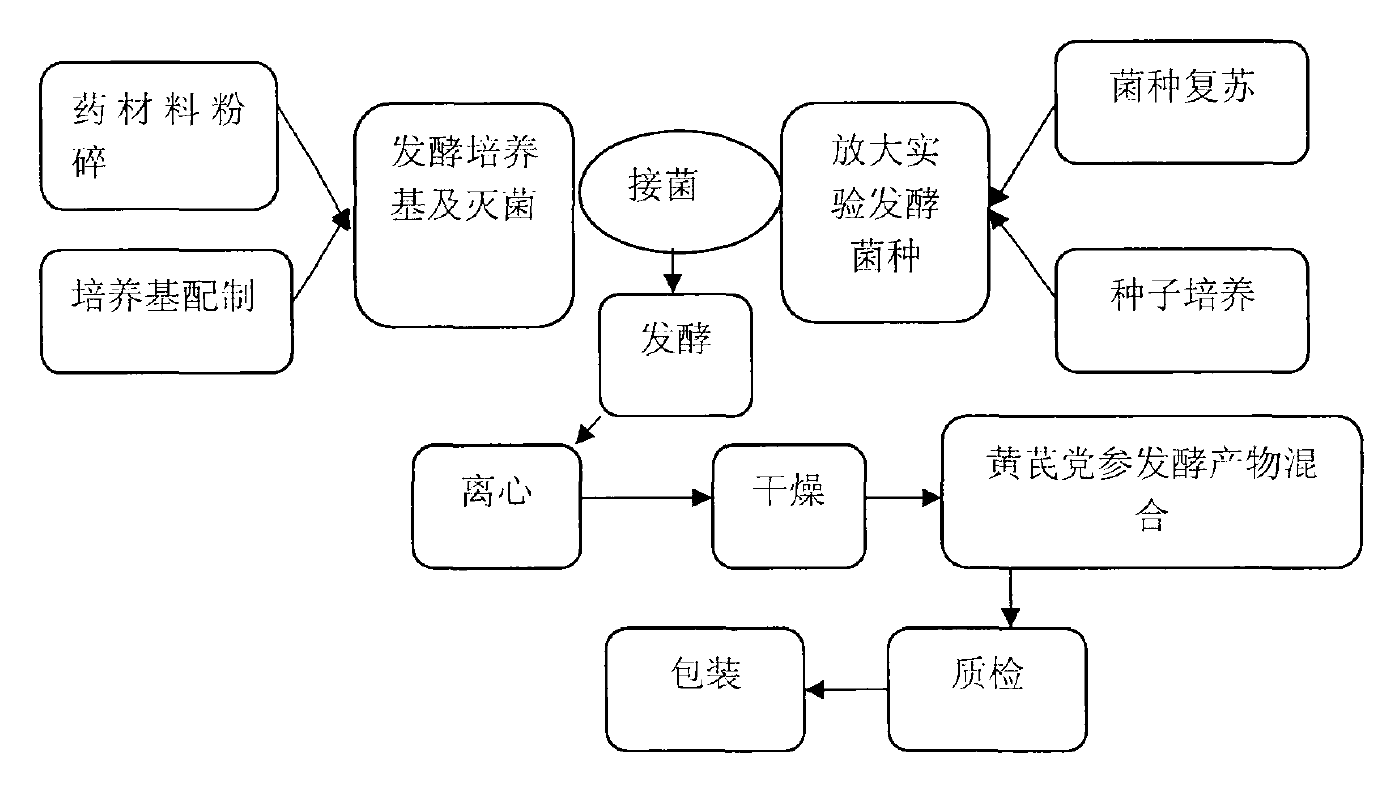 药材料粉
碎
培养基配制
发酵培养
基及灭菌
接菌
放大实
验发酵
菌种
菌种复苏
种子培养
发酵
离心
干燥
黄芪党参发酵产物混
合
质检
包装